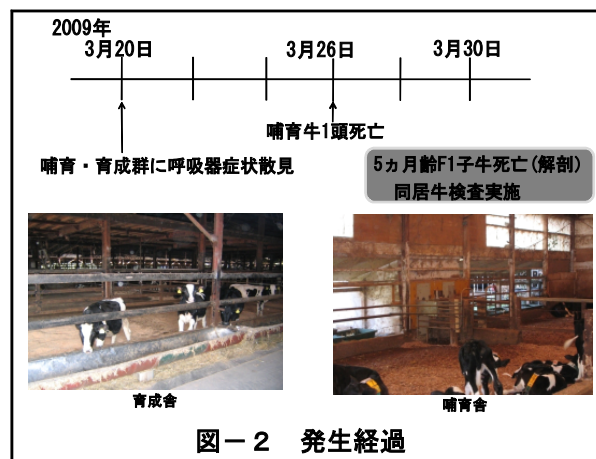 2009年
3月20日
3月26日
3月30日
哺育牛1頭死亡
哺育・育成群に呼吸器症状散見
5ヵ月齢F1子牛死亡(解剖)
同居牛検査実施
育成舎
哺育舎
図－2 発生経過